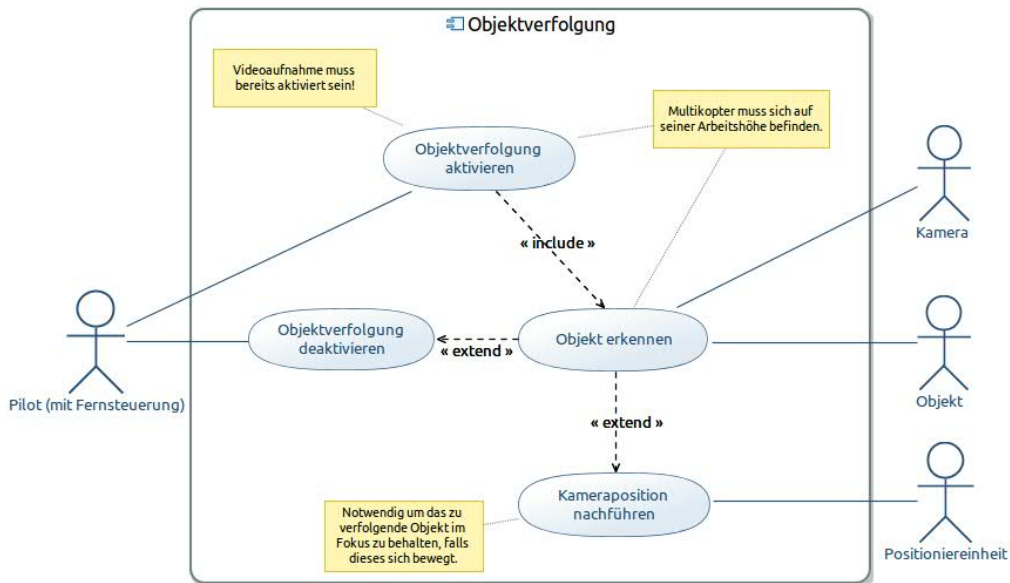 Objektverfolgung
Videoaufnahme muss
bereits aktiviert sein!
Multikopter muss sich auf
seiner Arbeitshöhe befinden.
Objektverfolgung
aktivieren
Kamera
« include »
Objektverfolgung
deaktivieren
« extend »
Objekt erkennen
Pilot (mit Fernsteuerung)
Objekt
« extend »
Kameraposition
nachführen
Notwendig um das zu
verfolgende Objekt im
Fokus zu behalten, falls
dieses sich bewegt.
Positioniereinheit